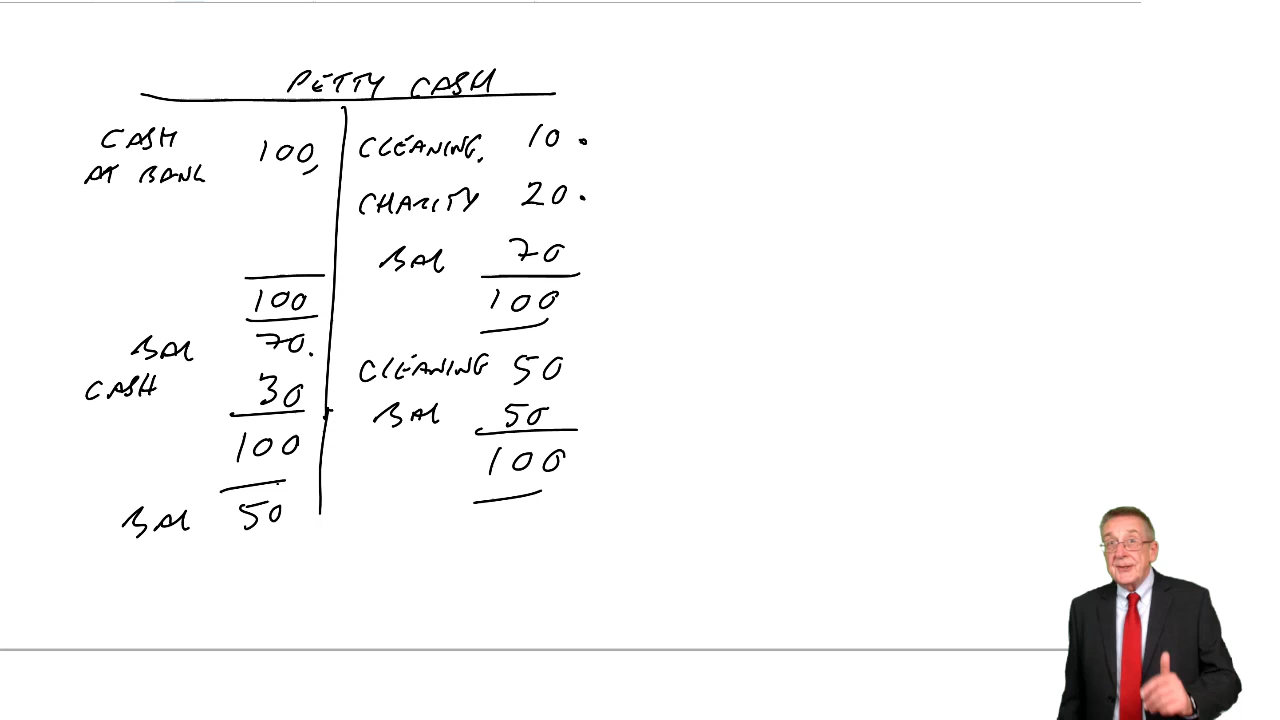 PETTY CASH
CASH 100 CLEANING 10
AT BANK
CHARITY 20
BAL 70
100 100
BAL 70
CLEANING 50
CASH 30
BAL 50
100 100
BAL 50